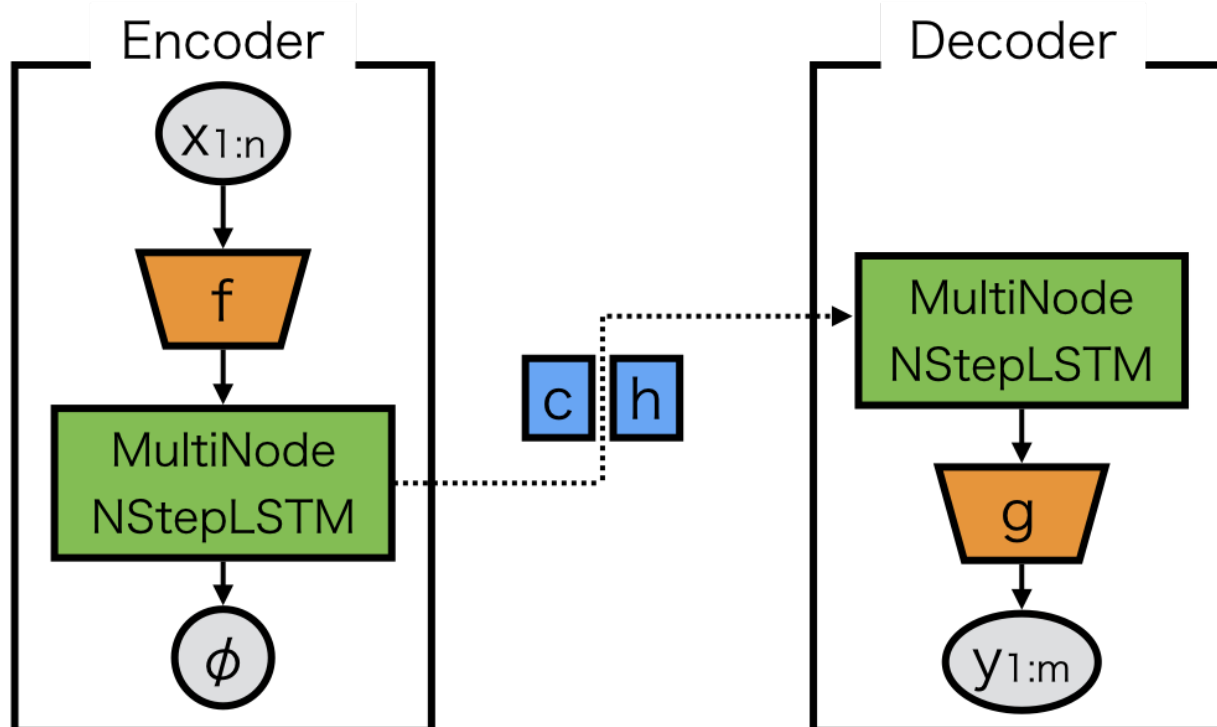 Encoder
x1:n
f
MultiNode
NStepLSTM
ϕ
c
h
Decoder
MultiNode
NStepLSTM
g
y1:m